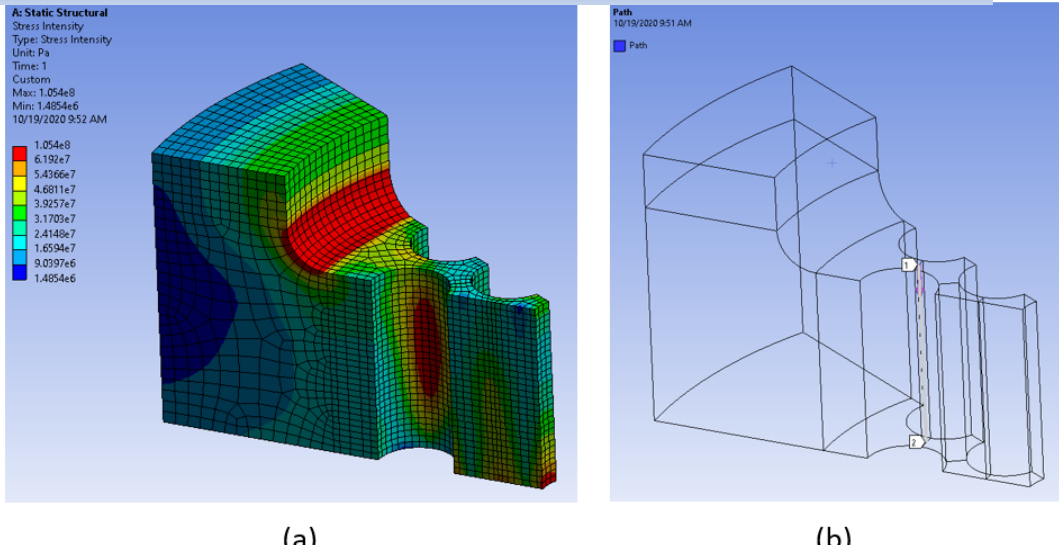 A: Static Structural
Stress Intensity
Type: Stress Intensity
Unit: Pa
Time: 1
Custom
Max: 1.054e8
Min: 1.4854e6
10/19/2020 9:52 AM
1.054e8
6.192e7
5.4366e7
4.6811e7
3.9257e7
3.1703e7
2.4148e7
1.6594e7
9.0397e6
1.4854e6
Path
10/19/2020 9:51 AM
Path
1
2
(a)
(b)